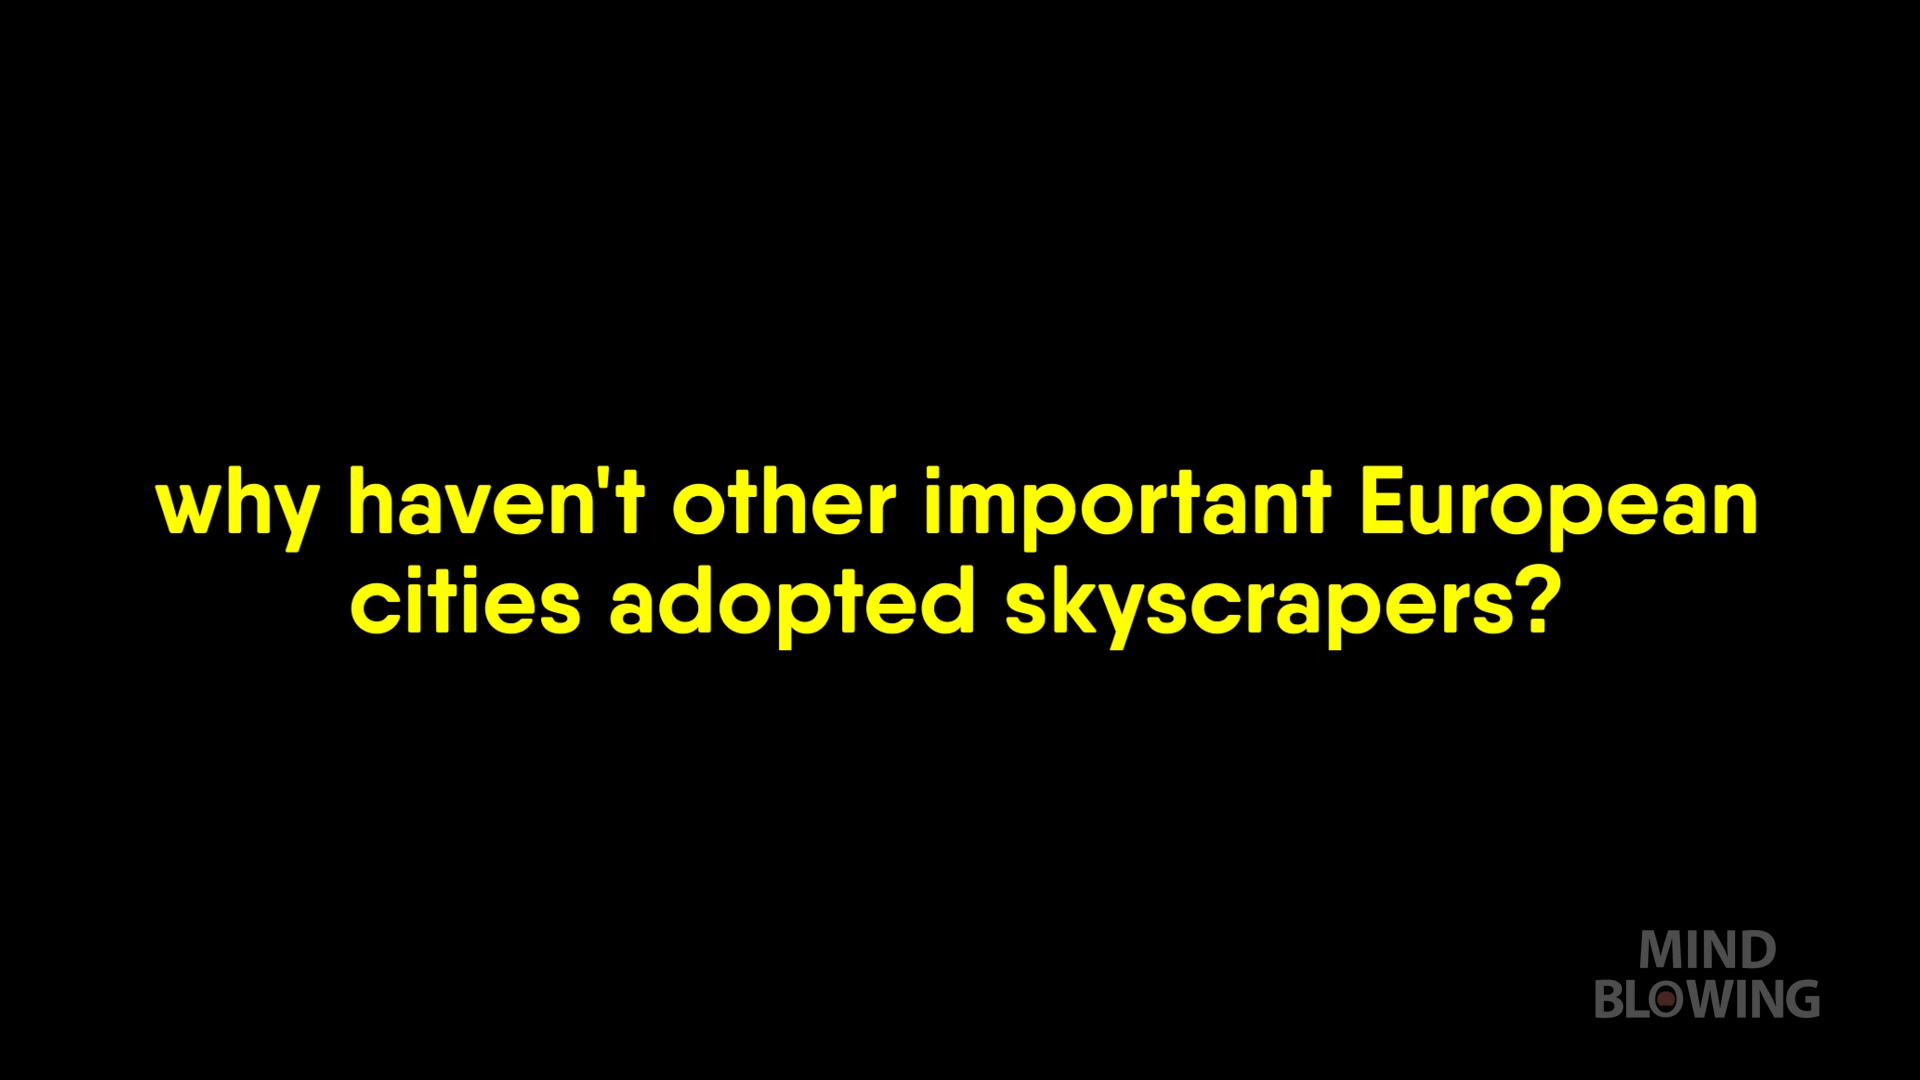 why haven't other important European
cities adopted skyscrapers?
MIND
BLOWING